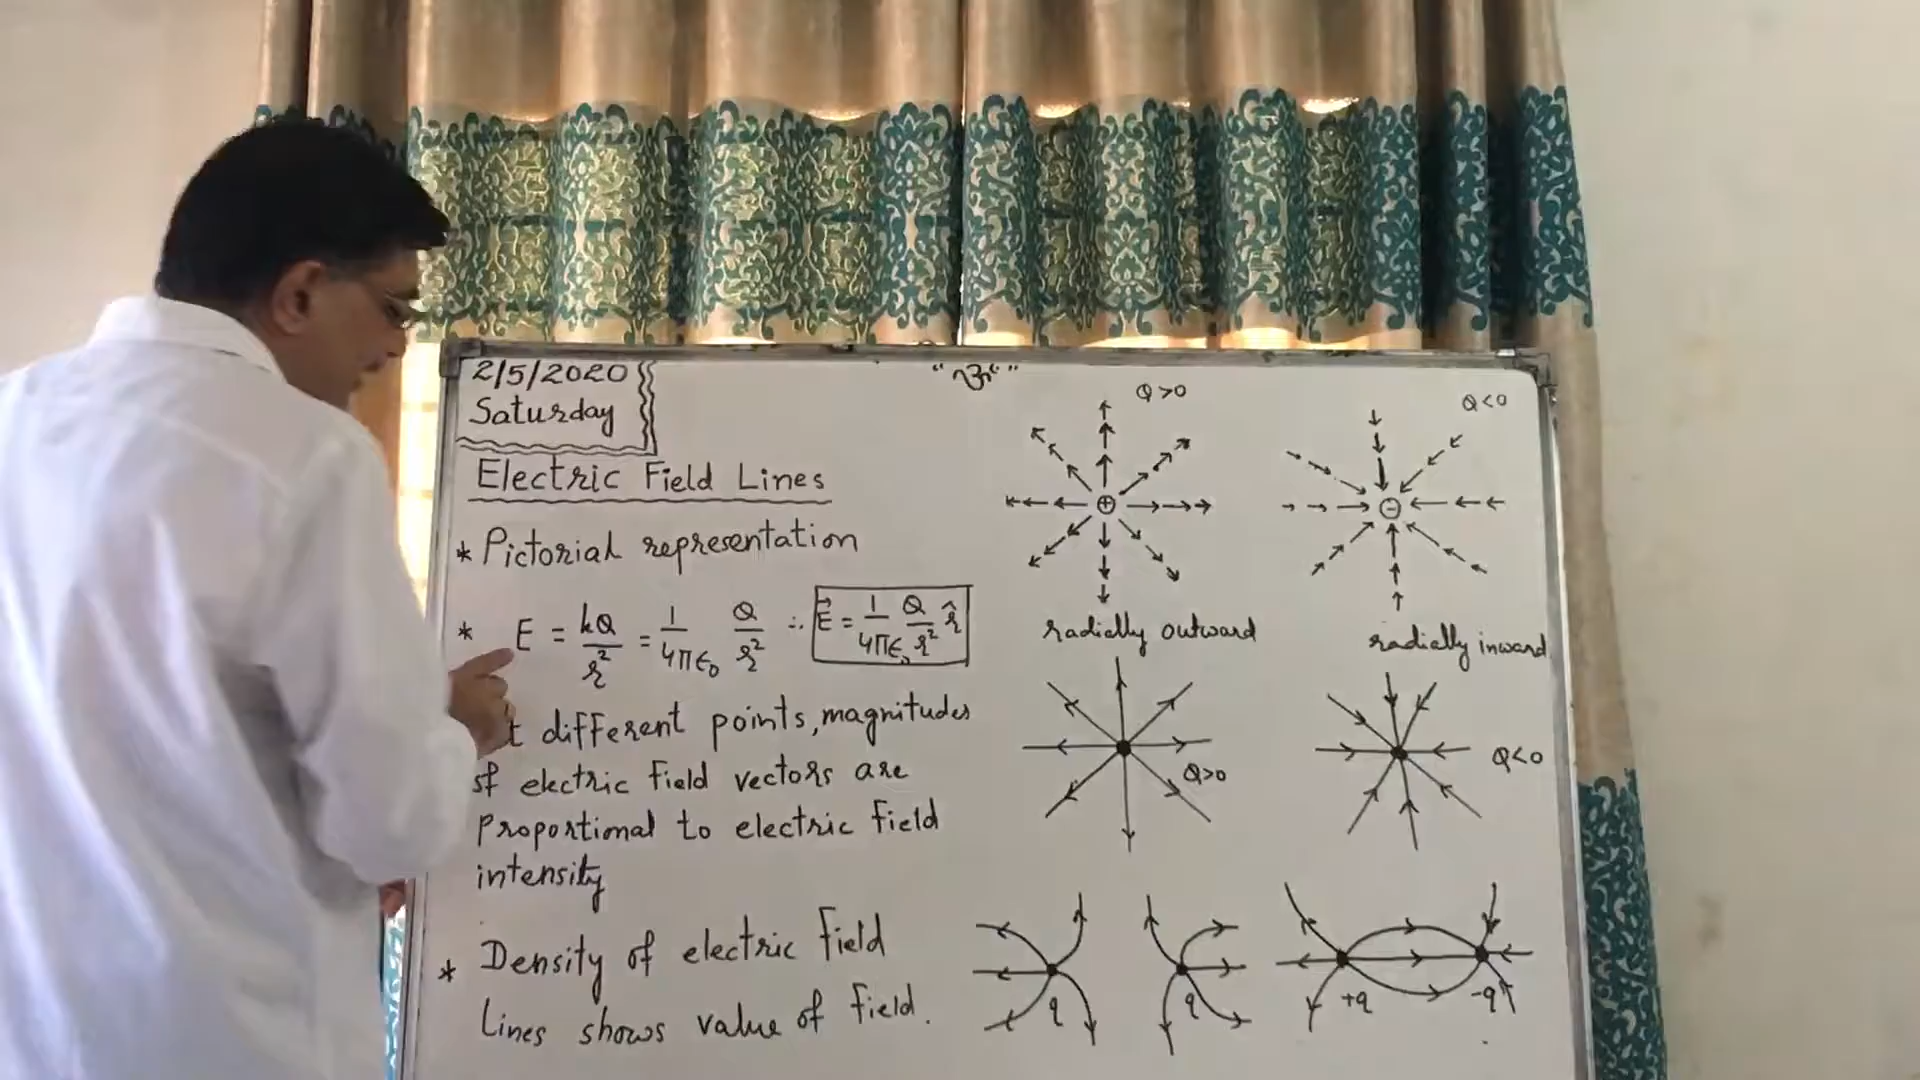 2/5/2020
Saturday
Electric Field Lines
* Pictorial representation
* E = kQ/r² = 1/4πϵ₀ Q/r² ∴ E⃗ = 1/4πϵ₀ Q/r² r̂
different points, magnitudes
of electric field vectors are
Proportional to electric field
intensity
* Density of electric field
Lines shows value of field.
"ૐ"
Q>0
Q<0
+
-
radially outward
radially inward
Q>0
Q<0
q
q
+q
-q